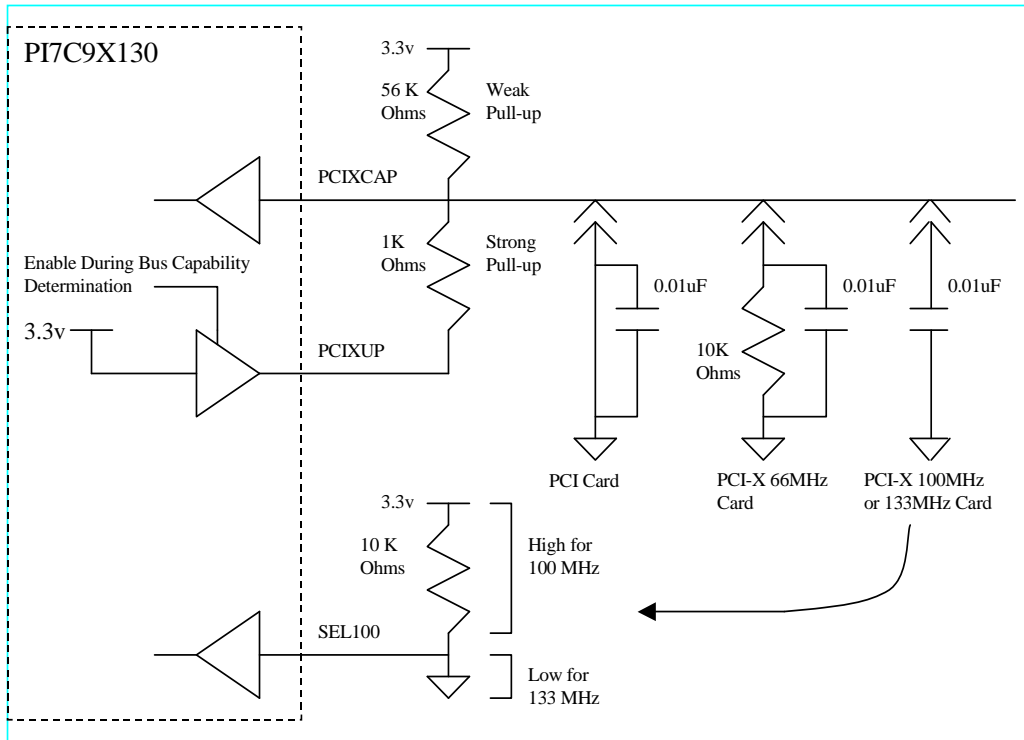 PI7C9X130
3.3v
56 K
Ohms
Weak
Pull-up
PCIXCAP
1K
Ohms
Strong
Pull-up
Enable During Bus Capability
Determination
3.3v
PCIXUP
0.01uF
0.01uF
0.01uF
10K
Ohms
PCI Card
PCI-X 66MHz
Card
PCI-X 100MHz
or 133MHz Card
3.3v
10 K
Ohms
High for
100 MHz
SEL100
Low for
133 MHz